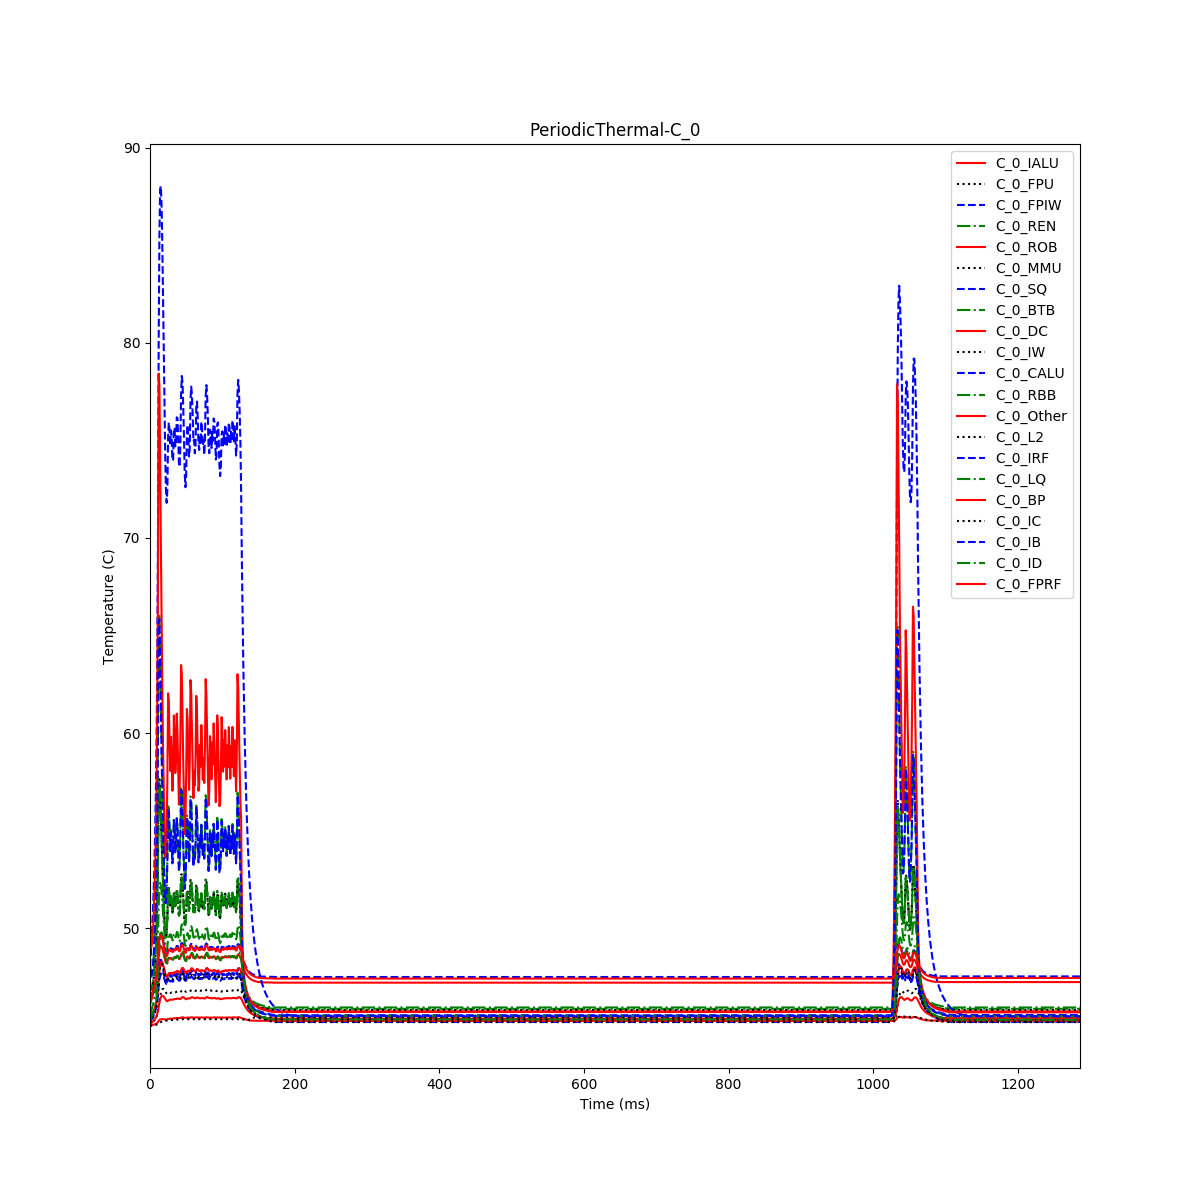 PeriodicThermal-C_0
90
80
70
60
50
Temperature (C)
0
200
400
600
800
1000
1200
Time (ms)
C_0_IALU
C_0_FPU
C_0_FPIW
C_0_REN
C_0_ROB
C_0_MMU
C_0_SQ
C_0_BTB
C_0_DC
C_0_IW
C_0_CALU
C_0_RBB
C_0_Other
C_0_L2
C_0_IRF
C_0_LQ
C_0_BP
C_0_IC
C_0_IB
C_0_ID
C_0_FPRF